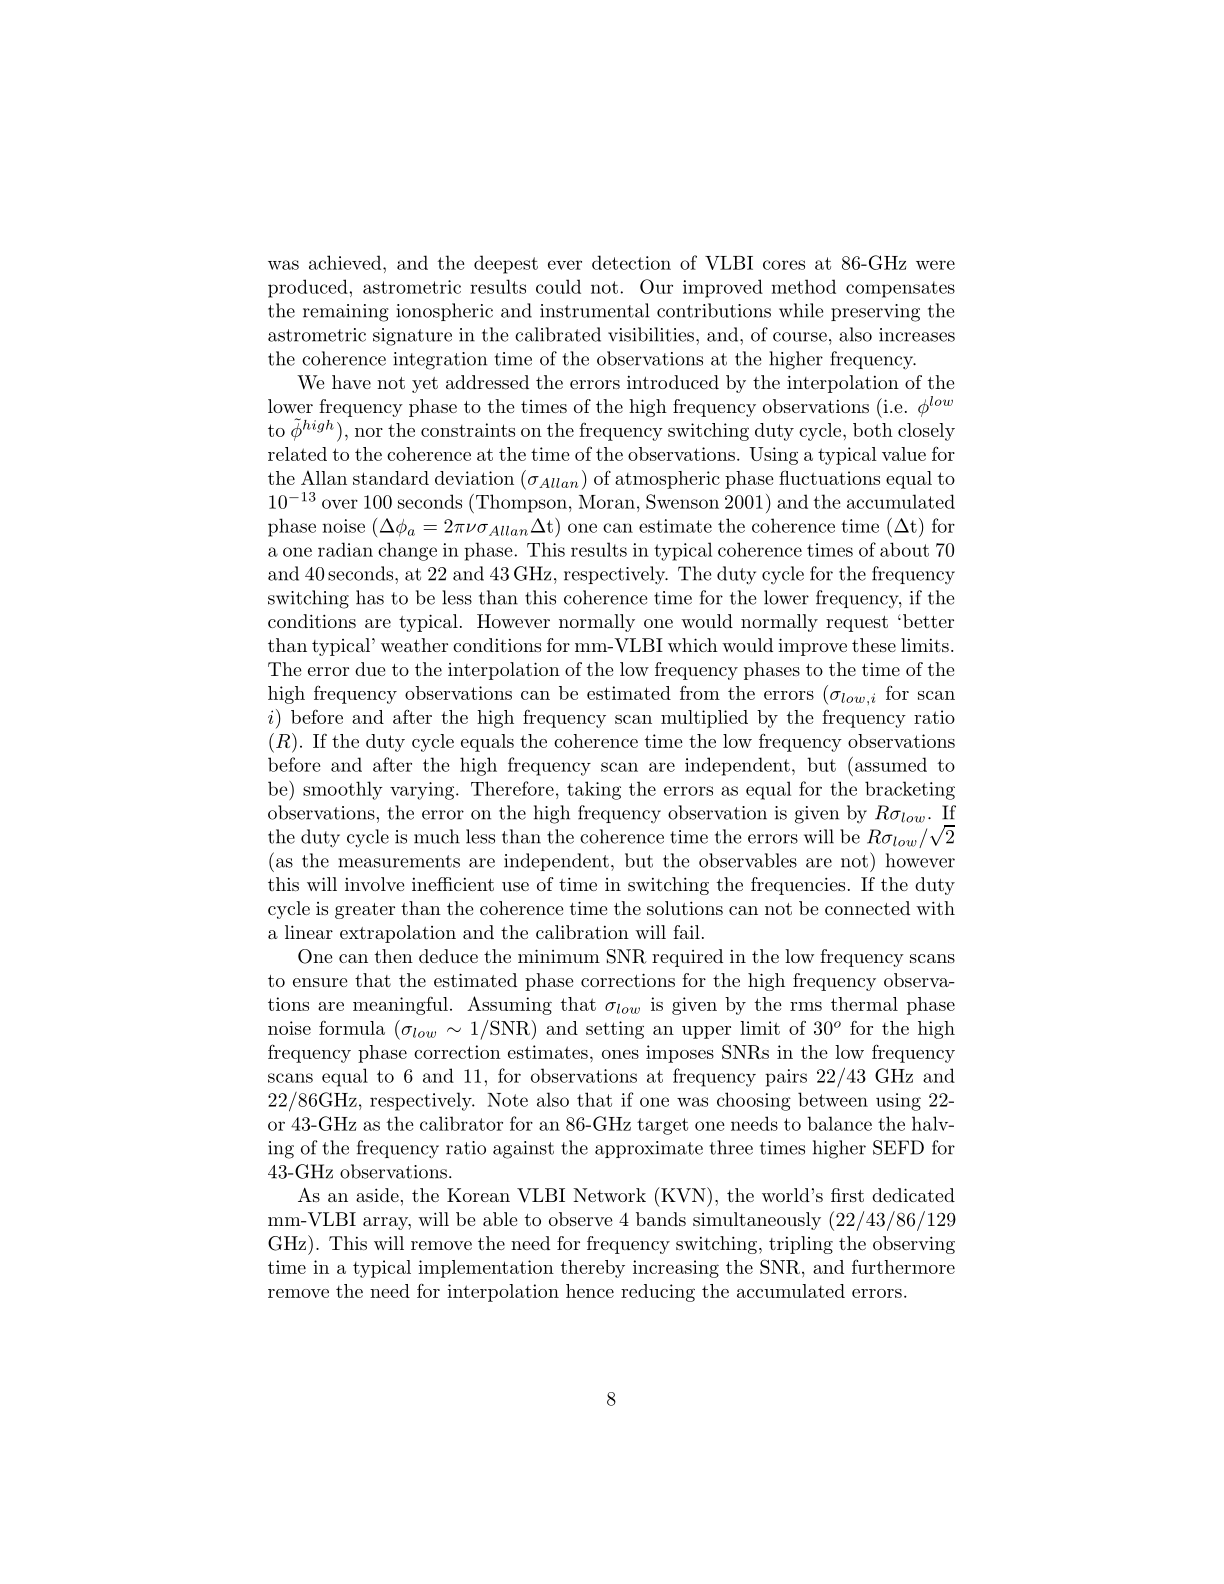 was achieved, and the deepest ever detection of VLBI cores at 86-GHz were
produced, astrometric results could not. Our improved method compensates
the remaining ionospheric and instrumental contributions while preserving the
astrometric signature in the calibrated visibilities, and, of course, also increases
the coherence integration time of the observations at the higher frequency.
We have not yet addressed the errors introduced by the interpolation of the
lower frequency phase to the times of the high frequency observations (i.e. $\phi^{low}$
to $\tilde{\phi}^{high}$), nor the constraints on the frequency switching duty cycle, both closely
related to the coherence at the time of the observations. Using a typical value for
the Allan standard deviation ($\sigma_{Allan}$) of atmospheric phase fluctuations equal to
$10^{-13}$ over 100 seconds (Thompson, Moran, Swenson 2001) and the accumulated
phase noise ($\Delta\phi_a = 2\pi\nu\sigma_{Allan}\Delta$t) one can estimate the coherence time ($\Delta$t) for
a one radian change in phase. This results in typical coherence times of about 70
and 40 seconds, at 22 and 43 GHz, respectively. The duty cycle for the frequency
switching has to be less than this coherence time for the lower frequency, if the
conditions are typical. However normally one would normally request ‘better
than typical’ weather conditions for mm-VLBI which would improve these limits.
The error due to the interpolation of the low frequency phases to the time of the
high frequency observations can be estimated from the errors ($\sigma_{low,i}$ for scan
$i$) before and after the high frequency scan multiplied by the frequency ratio
($R$). If the duty cycle equals the coherence time the low frequency observations
before and after the high frequency scan are independent, but (assumed to
be) smoothly varying. Therefore, taking the errors as equal for the bracketing
observations, the error on the high frequency observation is given by $R\sigma_{low}$. If
the duty cycle is much less than the coherence time the errors will be $R\sigma_{low}/\sqrt{2}$
(as the measurements are independent, but the observables are not) however
this will involve inefficient use of time in switching the frequencies. If the duty
cycle is greater than the coherence time the solutions can not be connected with
a linear extrapolation and the calibration will fail.
One can then deduce the minimum SNR required in the low frequency scans
to ensure that the estimated phase corrections for the high frequency observa-
tions are meaningful. Assuming that $\sigma_{low}$ is given by the rms thermal phase
noise formula ($\sigma_{low} \sim 1/$SNR) and setting an upper limit of $30^o$ for the high
frequency phase correction estimates, ones imposes SNRs in the low frequency
scans equal to 6 and 11, for observations at frequency pairs 22/43 GHz and
22/86GHz, respectively. Note also that if one was choosing between using 22-
or 43-GHz as the calibrator for an 86-GHz target one needs to balance the halv-
ing of the frequency ratio against the approximate three times higher SEFD for
43-GHz observations.
As an aside, the Korean VLBI Network (KVN), the world’s first dedicated
mm-VLBI array, will be able to observe 4 bands simultaneously (22/43/86/129
GHz). This will remove the need for frequency switching, tripling the observing
time in a typical implementation thereby increasing the SNR, and furthermore
remove the need for interpolation hence reducing the accumulated errors.
8